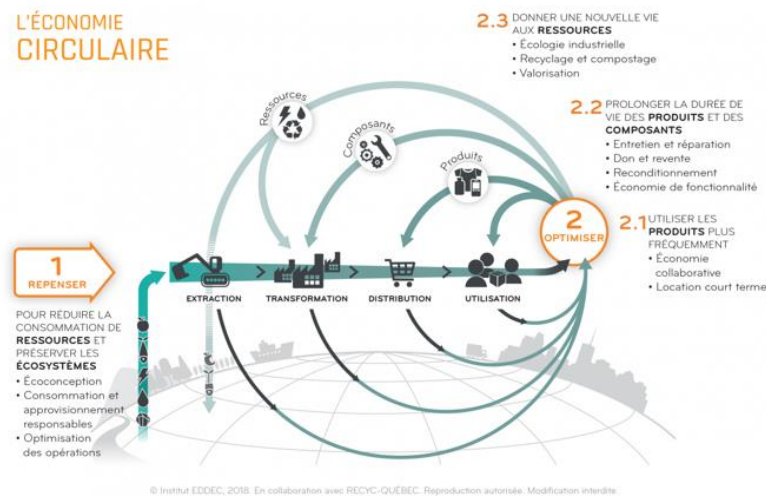 L'ÉCONOMIE
CIRCULAIRE
2.3 DONNER UNE NOUVELLE VIE
AUX RESSOURCES
• Écologie industrielle
• Recyclage et compostage
• Valorisation
2.2 PROLONGER LA DURÉE DE
VIE DES PRODUITS ET DES
COMPOSANTS
• Entretien et réparation
• Don et revente
• Reconditionnement
• Économie de fonctionnalité
2.1 UTILISER LES
PRODUITS PLUS
FRÉQUEMMENT
• Économie
collaborative
• Location court terme
Ressources
Composants
Produits
2
OPTIMISER
1
REPENSER
POUR RÉDUIRE LA
CONSOMMATION DE
RESSOURCES ET
PRÉSERVER LES
ÉCOSYSTÈMES
• Écoconception
• Consommation et
approvisionnement
responsables
• Optimisation
des opérations
EXTRACTION
TRANSFORMATION
DISTRIBUTION
UTILISATION
© Institut EDDEC, 2018. En collaboration avec RECYC-QUÉBEC. Reproduction autorisée. Modification interdite.